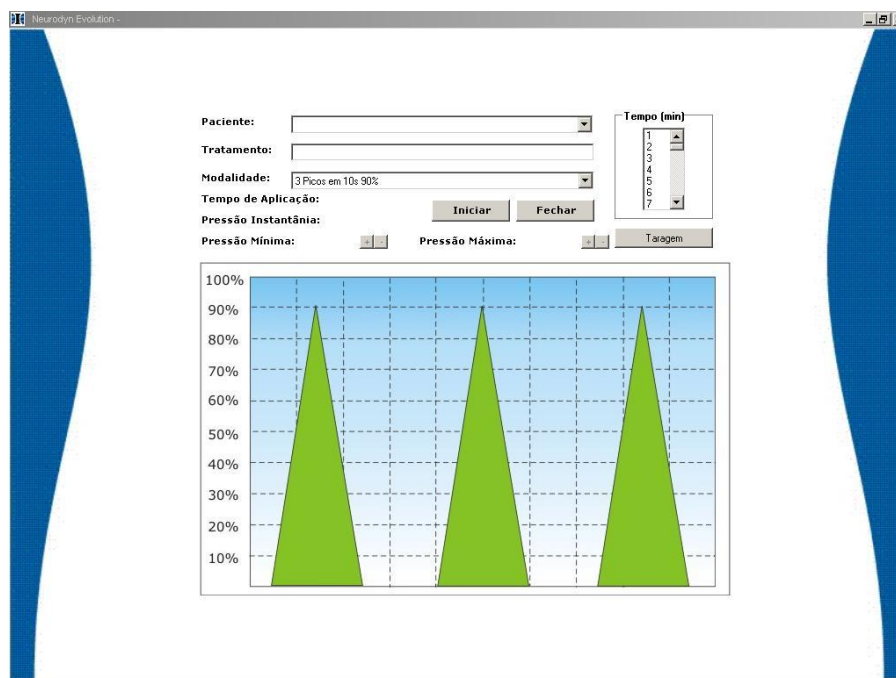 Neurodyn Evolution -
Paciente:
Tratamento:
Modalidade: 3 Picos em 10s 90%
Tempo de Aplicação:
Pressão Instantânia:
Iniciar Fechar
Pressão Mínima: + - Pressão Máxima: + -
Tempo (min)
1
2
3
4
5
6
7
Taragem
100%
90%
80%
70%
60%
50%
40%
30%
20%
10%